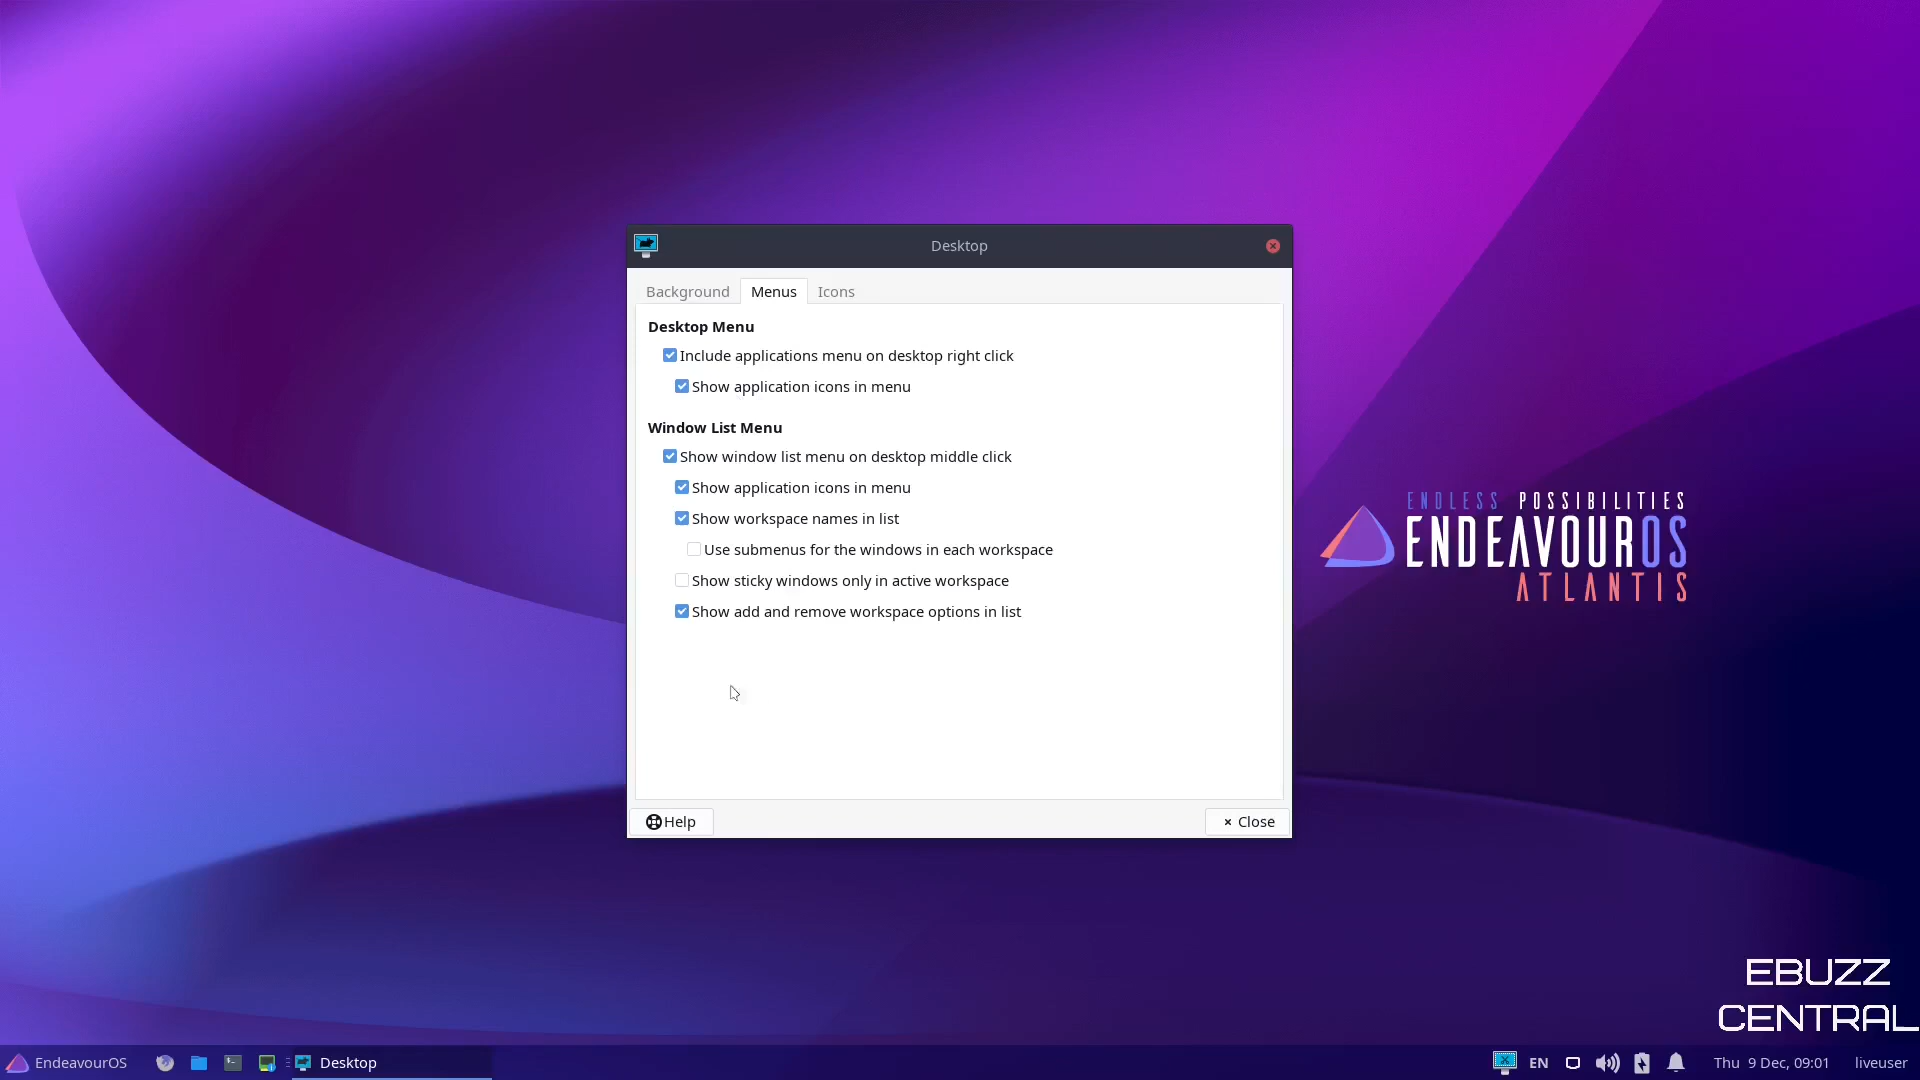 Desktop
Background Menus Icons
Desktop Menu
Include applications menu on desktop right click
Show application icons in menu
Window List Menu
Show window list menu on desktop middle click
Show application icons in menu
Show workspace names in list
Use submenus for the windows in each workspace
Show sticky windows only in active workspace
Show add and remove workspace options in list
Help
Close
ENDLESS POSSIBILITIES
ENDEAVOUROS
ATLANTIS
EBUZZ
CENTRAL
EndeavourOS
Desktop
EN
Thu 9 Dec, 09:01
liveuser